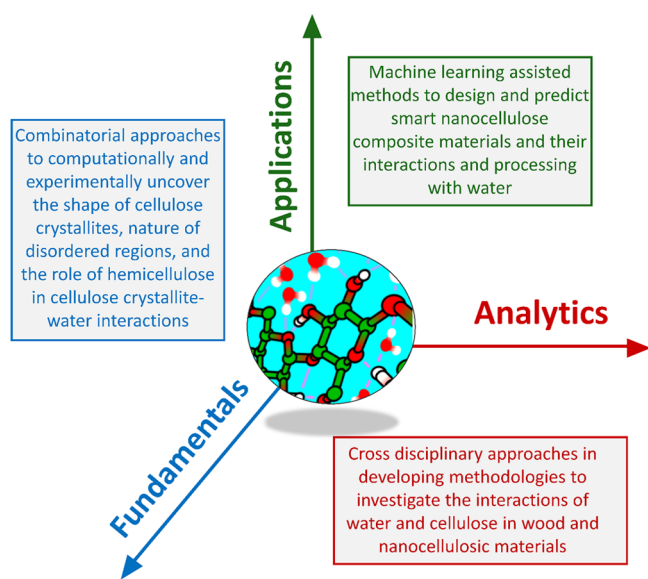 Applications
Machine learning assisted
methods to design and predict
smart nanocellulose
composite materials and their
interactions and processing
with water
Combinatorial approaches
to computationally and
experimentally uncover
the shape of cellulose
crystallites, nature of
disordered regions, and
the role of hemicellulose
in cellulose crystallite-
water interactions
Analytics
Fundamentals
Cross disciplinary approaches in
developing methodologies to
investigate the interactions of
water and cellulose in wood and
nanocellulosic materials